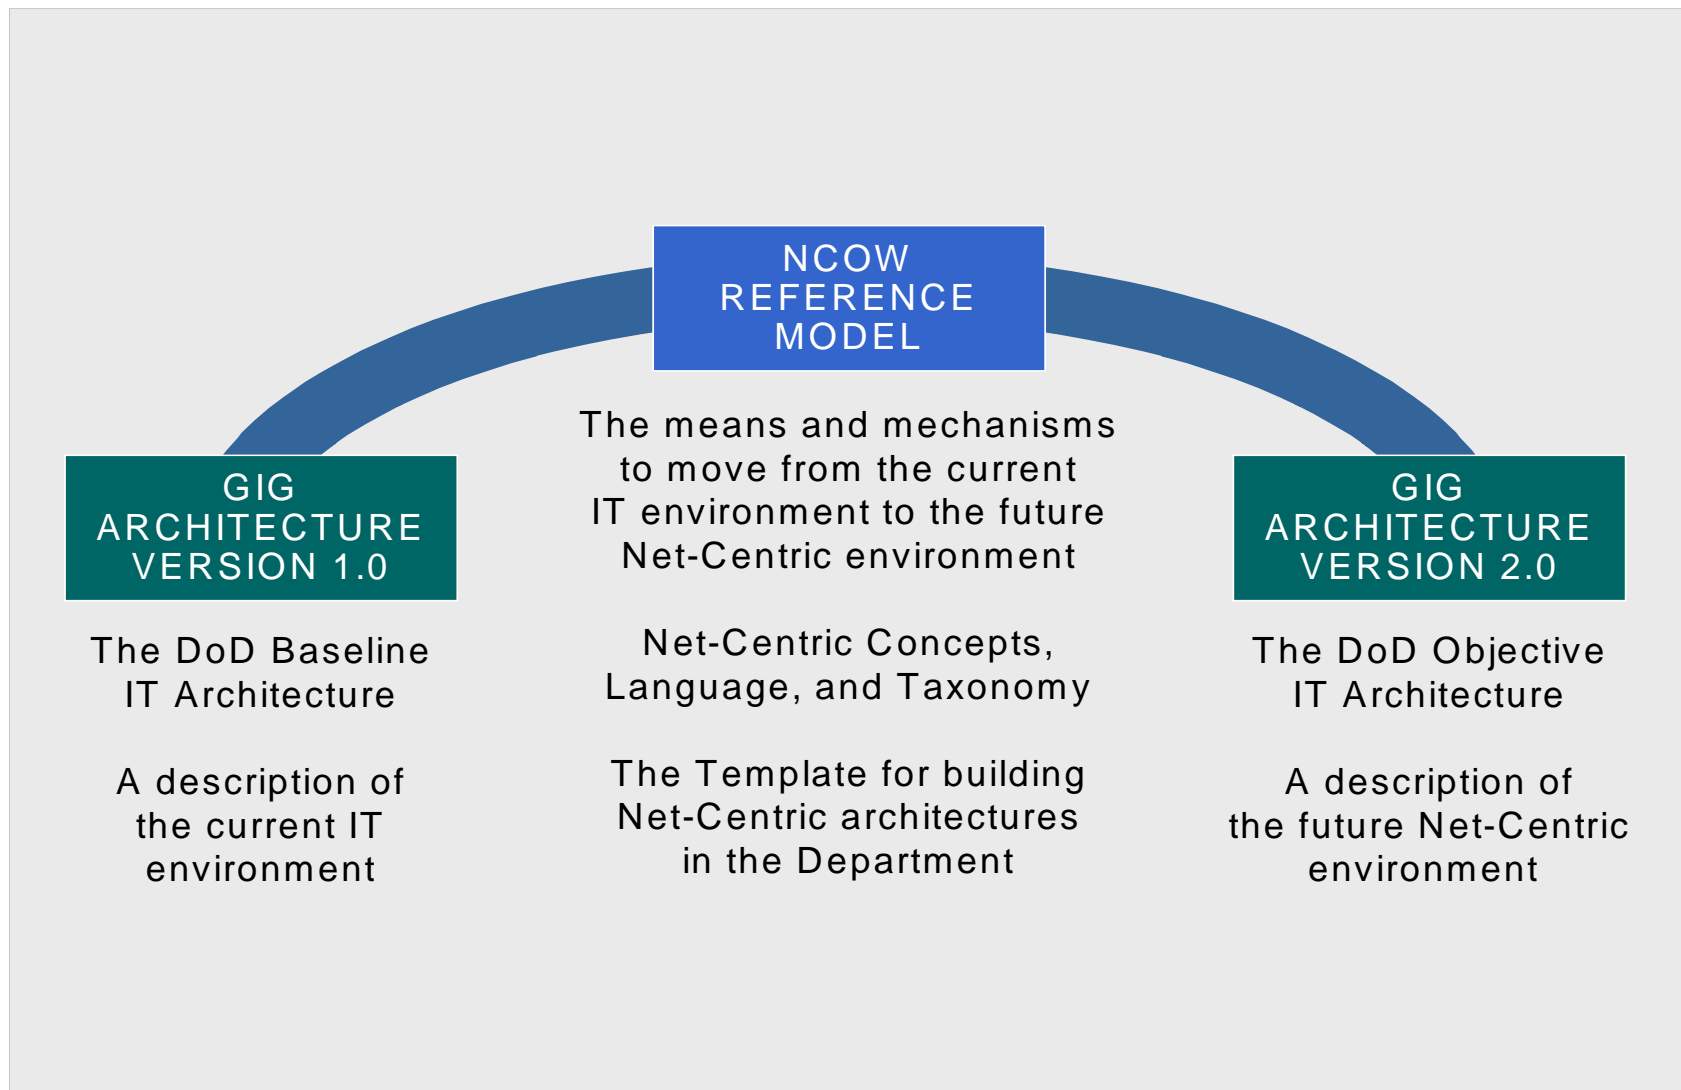 NCOW
REFERENCE
MODEL
The means and mechanisms
to move from the current
IT environment to the future
Net-Centric environment
Net-Centric Concepts,
Language, and Taxonomy
The Template for building
Net-Centric architectures
in the Department
GIG
ARCHITECTURE
VERSION 1.0
The DoD Baseline
IT Architecture
A description of
the current IT
environment
GIG
ARCHITECTURE
VERSION 2.0
The DoD Objective
IT Architecture
A description of
the future Net-Centric
environment